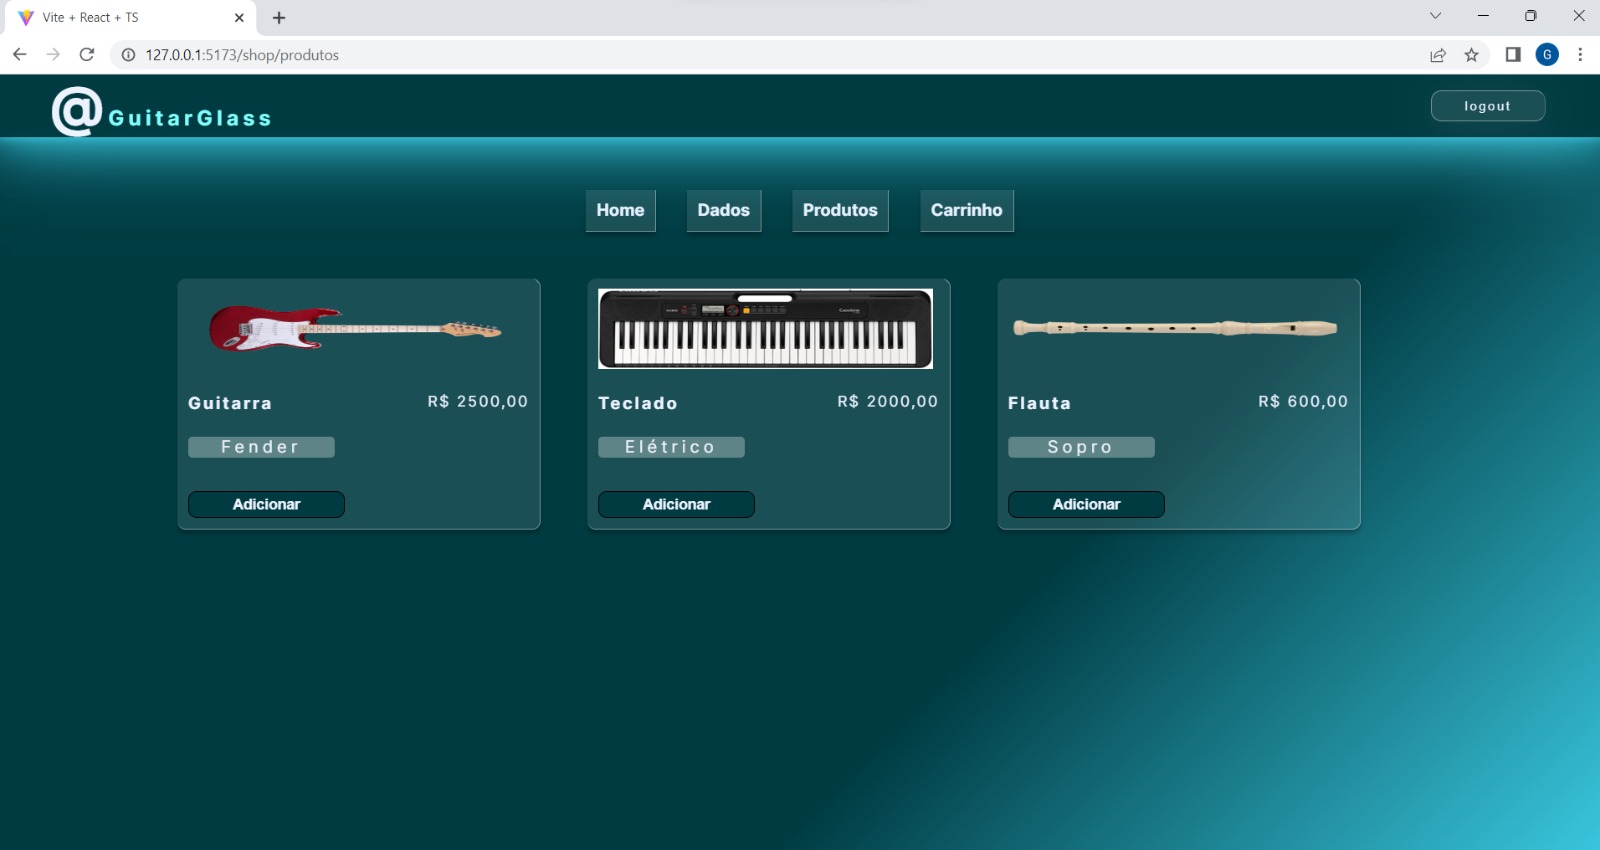 Vite + React + TS
127.0.0.1:5173/shop/produtos
G
@GuitarGlass
logout
Home Dados Produtos Carrinho
Guitarra R$ 2500,00
Fender
Adicionar
Teclado R$ 2000,00
Elétrico
Adicionar
Flauta R$ 600,00
Sopro
Adicionar